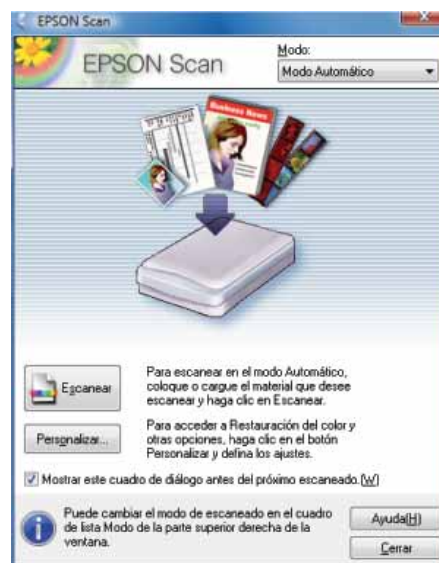 EPSON Scan
EPSON Scan
Modo:
Modo Automático
Business News
Escanear
Para escanear en el modo Automático,
coloque o cargue el material que desee
escanear y haga clic en Escanear.
Personalizar...
Para acceder a Restauración del color y
otras opciones, haga clic en el botón
Personalizar y defina los ajustes.
Mostrar este cuadro de diálogo antes del próximo escaneado.(W)
Puede cambiar el modo de escaneado en el cuadro
de lista Modo de la parte superior derecha de la
ventana.
Ayuda(H)
Cerrar